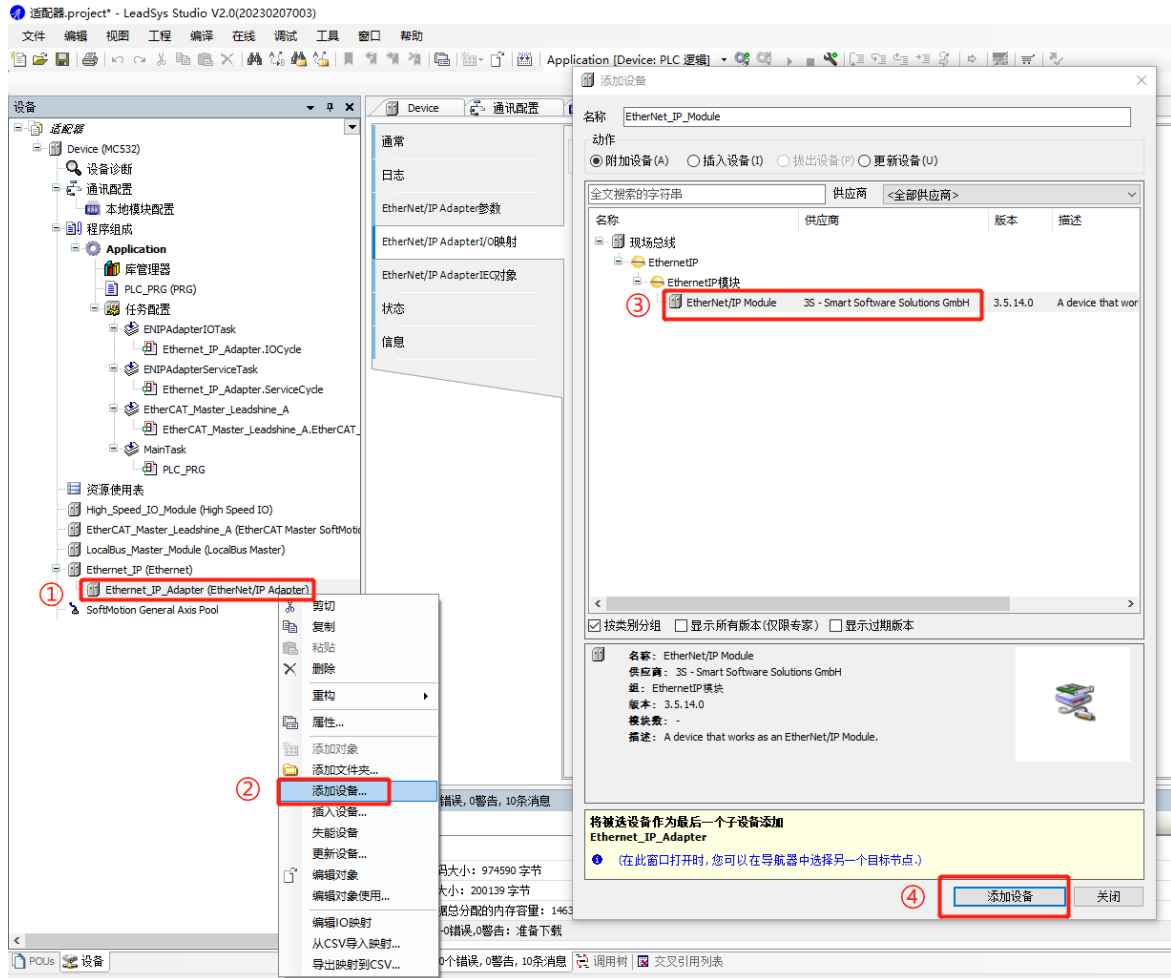 适配器.project* - LeadSys Studio V2.0(20230207003)
文件 编辑 视图 工程 编译 在线 调试 工具 窗口 帮助
Application [Device: PLC 逻辑]
设备
适配器
Device (MC532)
设备诊断
通讯配置
本地模块配置
程序组成
Application
库管理器
PLC_PRG (PRG)
任务配置
ENIPAdapterIOTask
Ethernet_IP_Adapter.IOCycle
ENIPAdapterServiceTask
Ethernet_IP_Adapter.ServiceCycle
EtherCAT_Master_Leadshine_A
EtherCAT_Master_Leadshine_A.EtherCAT_
MainTask
PLC_PRG
资源使用表
High_Speed_IO_Module (High Speed IO)
EtherCAT_Master_Leadshine_A (EtherCAT Master SoftMotio
LocalBus_Master_Module (LocalBus Master)
Ethernet_IP (Ethernet)
① Ethernet_IP_Adapter (EtherNet/IP Adapter)
SoftMotion General Axis Pool
POUs 设备
剪切
复制
粘贴
删除
重构
属性...
添加对象
添加文件夹...
② 添加设备...
插入设备...
失能设备
更新设备...
编辑对象
编辑对象使用...
编辑IO映射
从CSV导入映射...
导出映射到CSV...
Device 通讯配置
通常
日志
EtherNet/IP Adapter参数
EtherNet/IP AdapterI/O映射
EtherNet/IP AdapterIEC对象
状态
信息
错误, 0警告, 10条消息
码大小: 974590 字节
大小: 200139 字节
据总分配的内存容量: 1463
-0错误,0警告: 准备下载
0个错误, 0警告, 10条消息 调用树 交叉引用列表
添加设备
名称 EtherNet_IP_Module
动作
附加设备(A) 插入设备(I) 拔出设备(P) 更新设备(U)
全文搜索的字符串 供应商 <全部供应商>
名称 供应商 版本 描述
现场总线
EthernetIP
EthernetIP模块
③ EtherNet/IP Module 3S - Smart Software Solutions GmbH 3.5.14.0 A device that wor
按类别分组 显示所有版本(仅限专家) 显示过期版本
名称: EtherNet/IP Module
供应商: 3S - Smart Software Solutions GmbH
组: EthernetIP模块
版本: 3.5.14.0
模块数: -
描述: A device that works as an EtherNet/IP Module.
将被选设备作为最后一个子设备添加
Ethernet_IP_Adapter
(在此窗口打开时, 您可以在导航器中选择另一个目标节点.)
④ 添加设备 关闭